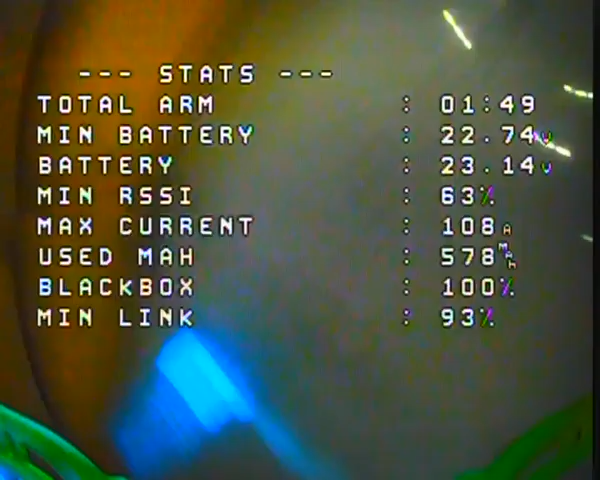 --- STATS ---
TOTAL ARM : 01:49
MIN BATTERY : 22.74V
BATTERY : 23.14V
MIN RSSI : 63%
MAX CURRENT : 108A
USED MAH : 578mAh
BLACKBOX : 100%
MIN LINK : 93%